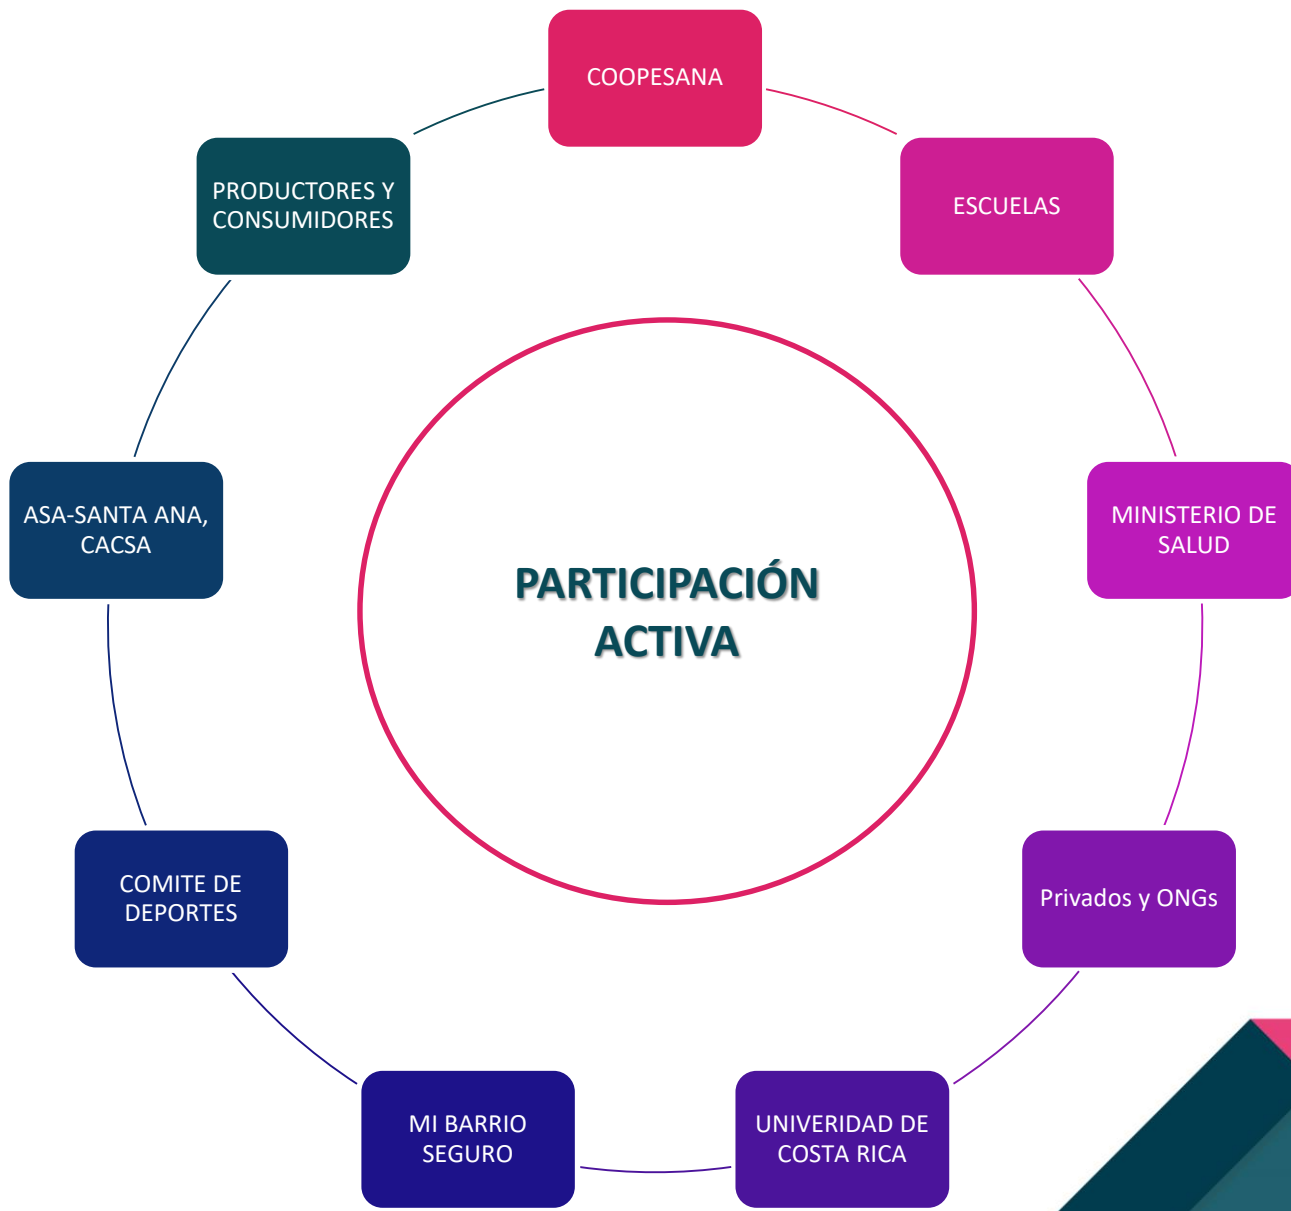 COOPESANA
ESCUELAS
MINISTERIO DE
SALUD
Privados y ONGs
UNIVERIDAD DE
COSTA RICA
MI BARRIO
SEGURO
COMITE DE
DEPORTES
ASA-SANTA ANA,
CACSA
PRODUCTORES Y
CONSUMIDORES
PARTICIPACIÓN
ACTIVA